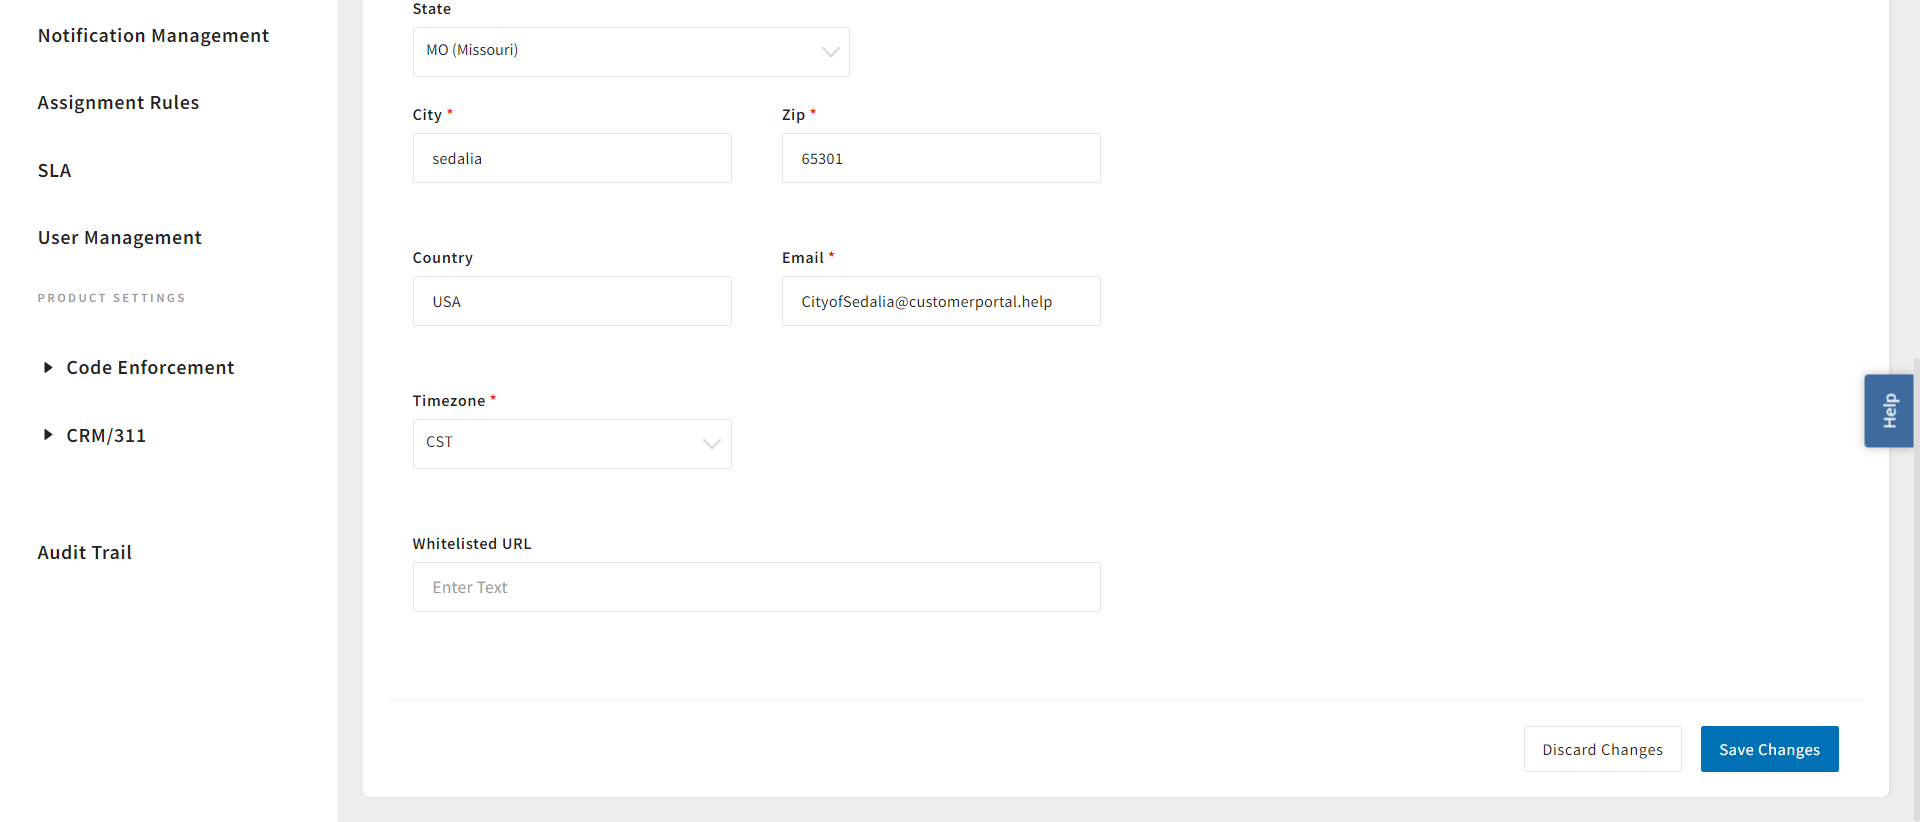 Notification Management
Assignment Rules
SLA
User Management
PRODUCT SETTINGS
Code Enforcement
CRM/311
Audit Trail
State
MO (Missouri)
City *
Zip *
sedalia
65301
Country
Email *
USA
CityofSedalia@customerportal.help
Timezone *
CST
Whitelisted URL
Enter Text
Discard Changes
Save Changes
Help